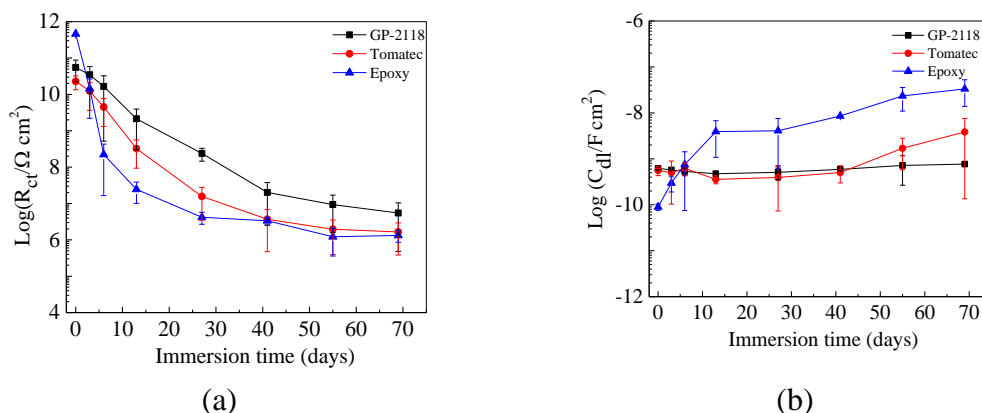 12
10
8
6
4
Log(R_ct/Ω cm²)
GP-2118
Tomatec
Epoxy
0 10 20 30 40 50 60 70
Immersion time (days)
(a)
-6
-8
-10
-12
Log (C_dl/F cm²)
GP-2118
Tomatec
Epoxy
0 10 20 30 40 50 60 70
Immersion time (days)
(b)